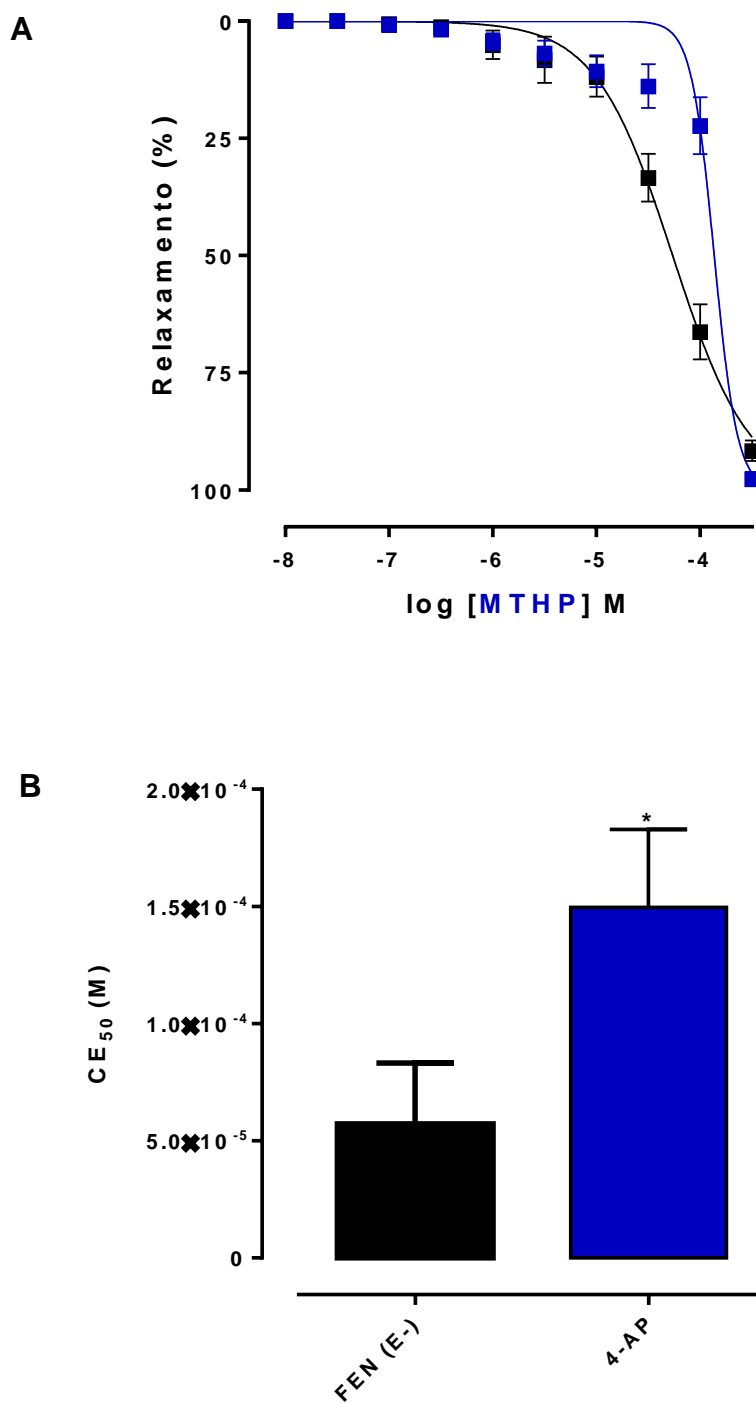 A
0
25
50
75
100
Relaxamento (%)
-8 -7 -6 -5 -4
log [MTHP] M
B
2.0✖10 -4
1.5✖10 -4
1.0✖10 -4
5.0✖10 -5
0
CE50 (M)
*
FEN (E-)
4-AP